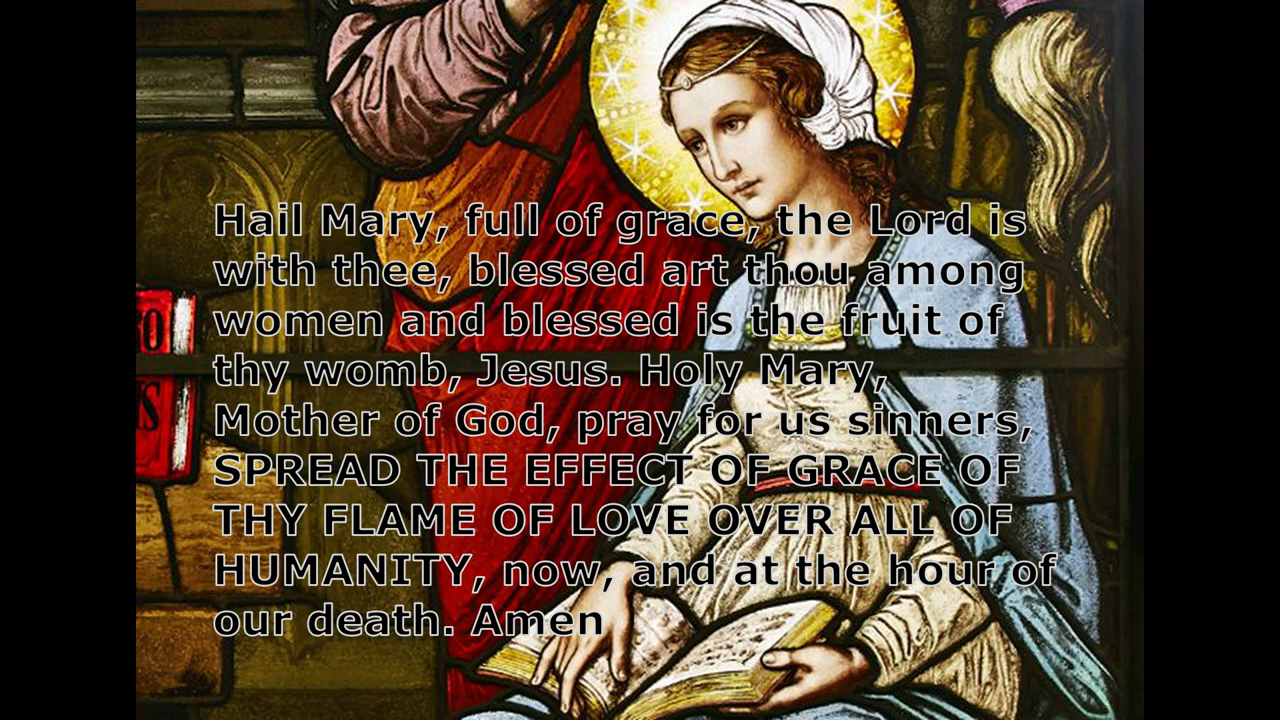 Hail Mary, full of grace, the Lord is
with thee, blessed art thou among
women and blessed is the fruit of
thy womb, Jesus. Holy Mary,
Mother of God, pray for us sinners,
SPREAD THE EFFECT OF GRACE OF
THY FLAME OF LOVE OVER ALL OF
HUMANITY, now, and at the hour of
our death. Amen